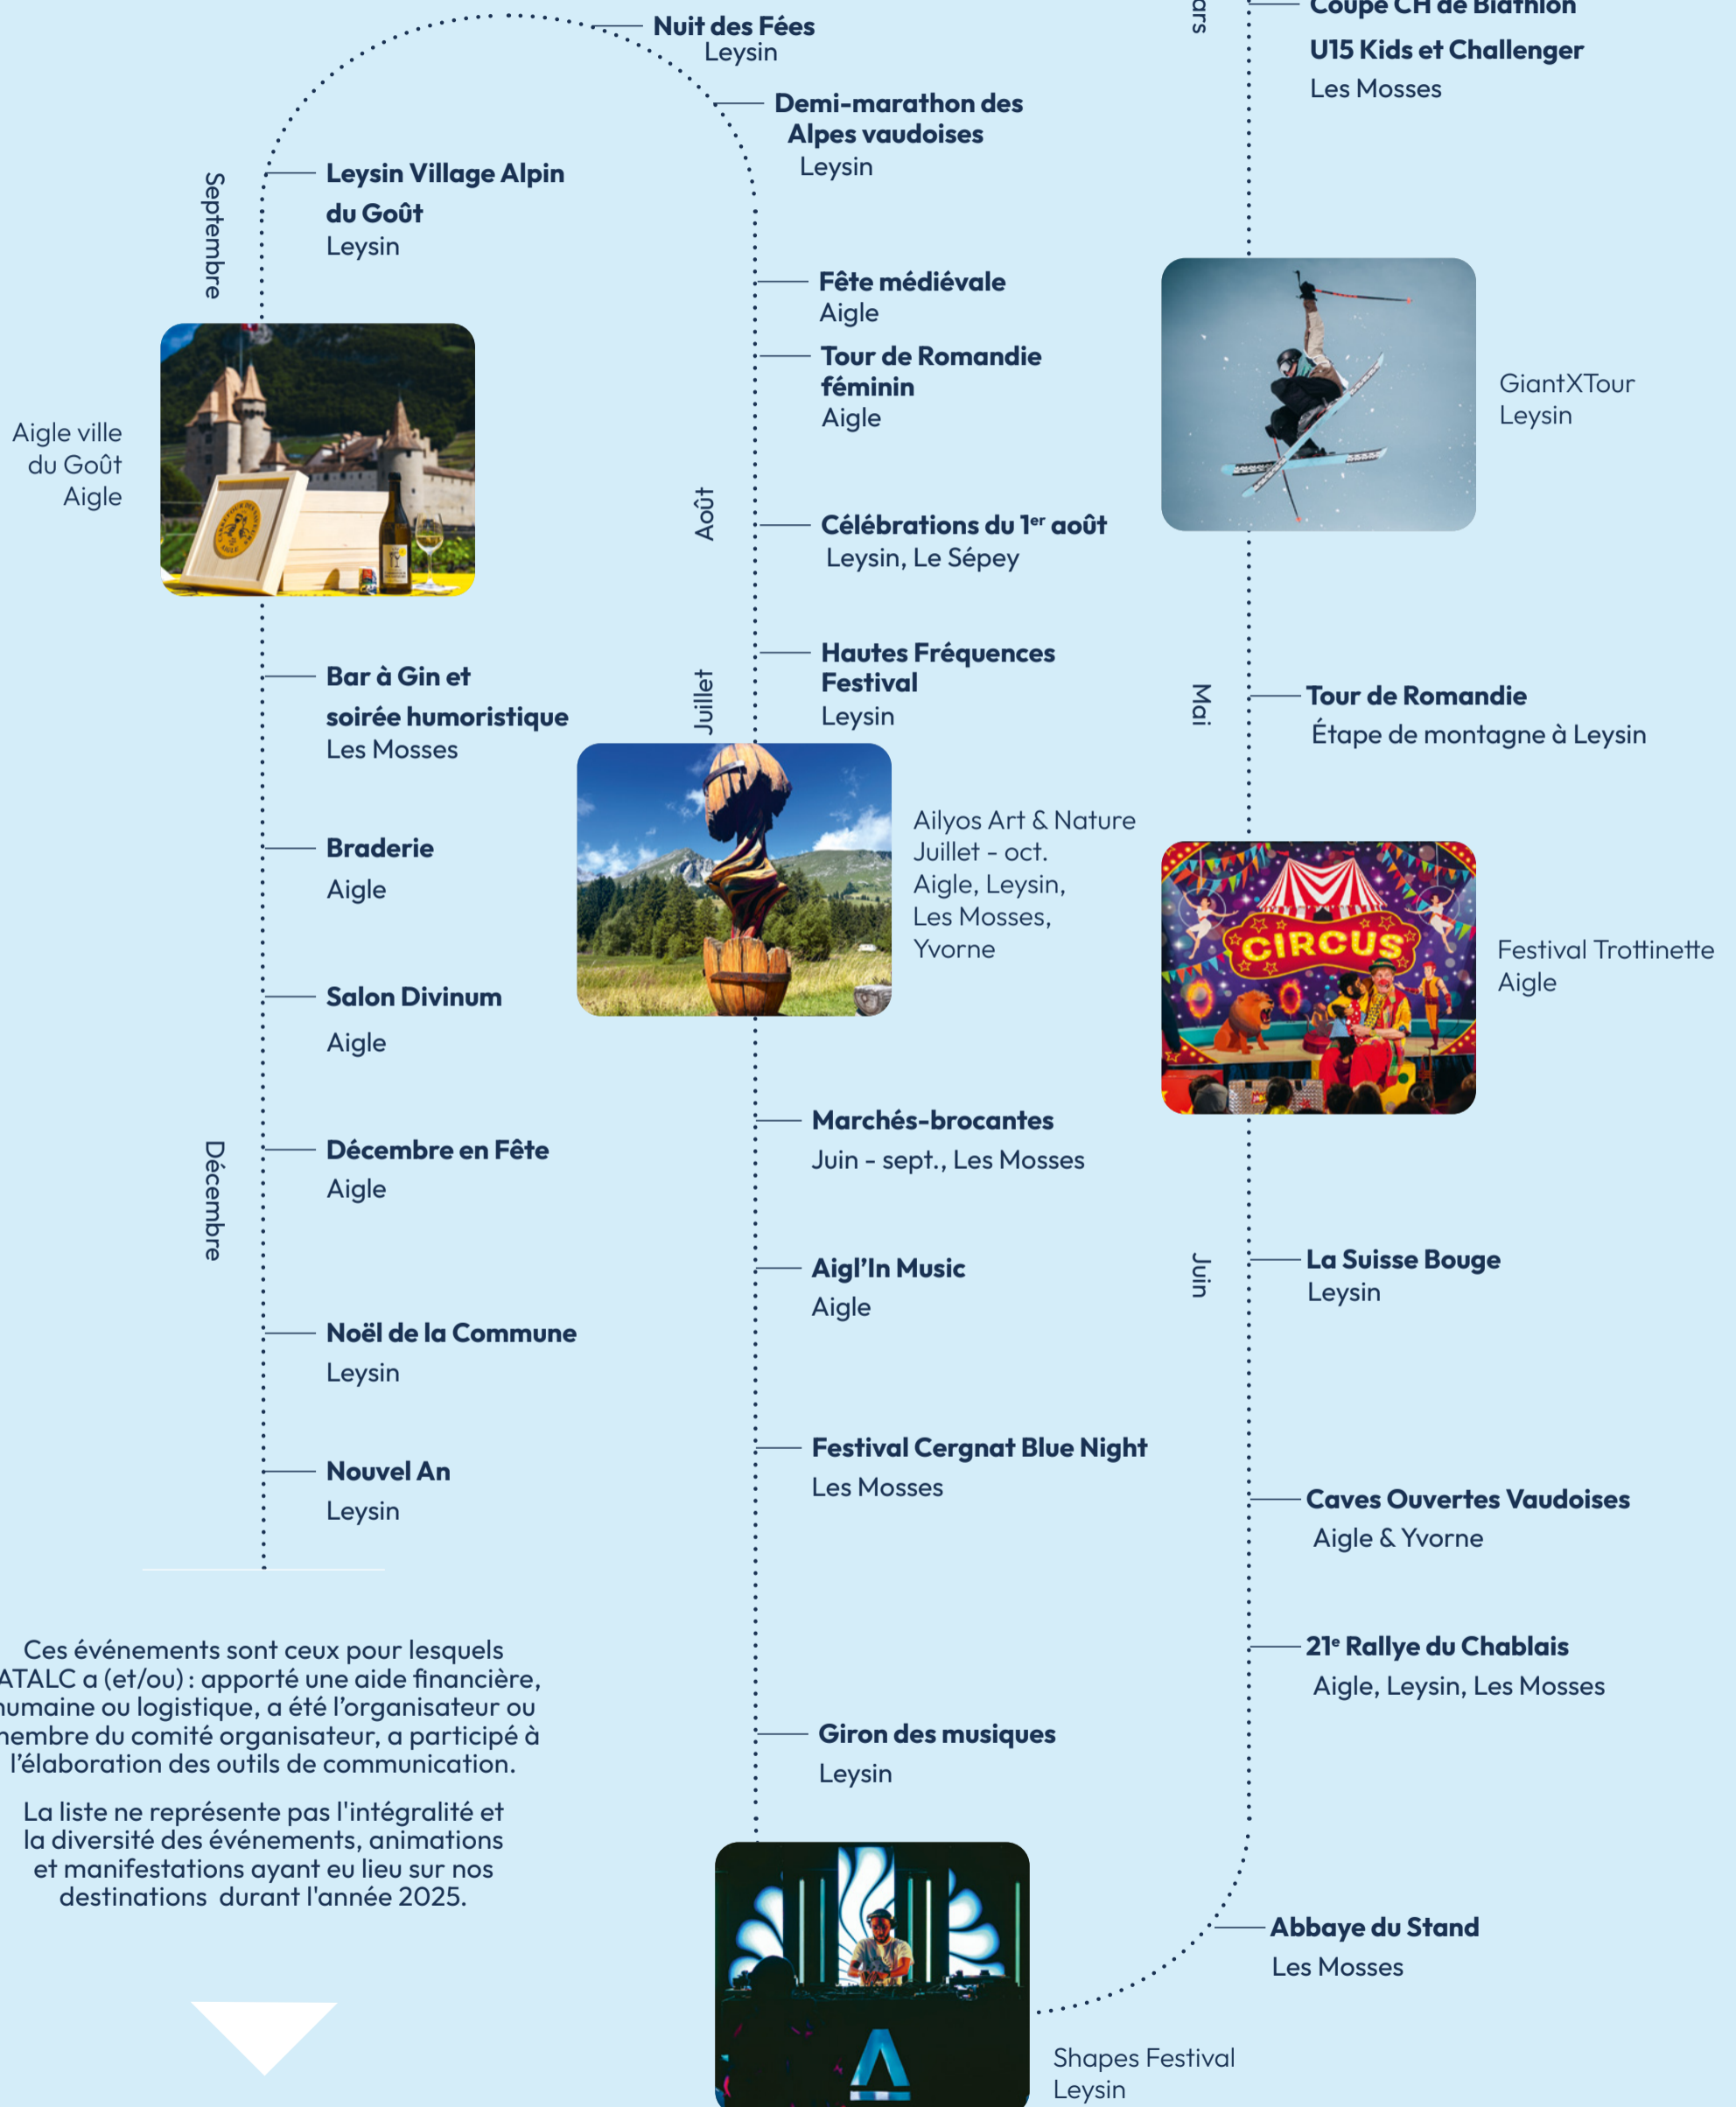 Nuit des Fées
Leysin
Demi-marathon des
Alpes vaudoises
Leysin
Septembre
Leysin Village Alpin
du Goût
Leysin
Aigle ville
du Goût
Aigle
Bar à Gin et
soirée humoristique
Les Mosses
Braderie
Aigle
Salon Divinum
Aigle
Décembre
Décembre en Fête
Aigle
Noël de la Commune
Leysin
Nouvel An
Leysin
Ces événements sont ceux pour lesquels
ATALC a (et/ou) : apporté une aide financière,
humaine ou logistique, a été l’organisateur ou
membre du comité organisateur, a participé à
l’élaboration des outils de communication.
La liste ne représente pas l'intégralité et
la diversité des événements, animations
et manifestations ayant eu lieu sur nos
destinations durant l'année 2025.
Fête médiévale
Aigle
Tour de Romandie
féminin
Aigle
Août
Célébrations du 1er août
Leysin, Le Sépey
Juillet
Hautes Fréquences
Festival
Leysin
Ailyos Art & Nature
Juillet - oct.
Aigle, Leysin,
Les Mosses,
Yvorne
Marchés-brocantes
Juin - sept., Les Mosses
Aigl’In Music
Aigle
Festival Cergnat Blue Night
Les Mosses
Giron des musiques
Leysin
Shapes Festival
Leysin
ars
Coupe CH de Biathlon
U15 Kids et Challenger
Les Mosses
GiantXTour
Leysin
Mai
Tour de Romandie
Étape de montagne à Leysin
CIRCUS
Festival Trottinette
Aigle
Juin
La Suisse Bouge
Leysin
Caves Ouvertes Vaudoises
Aigle & Yvorne
21e Rallye du Chablais
Aigle, Leysin, Les Mosses
Abbaye du Stand
Les Mosses